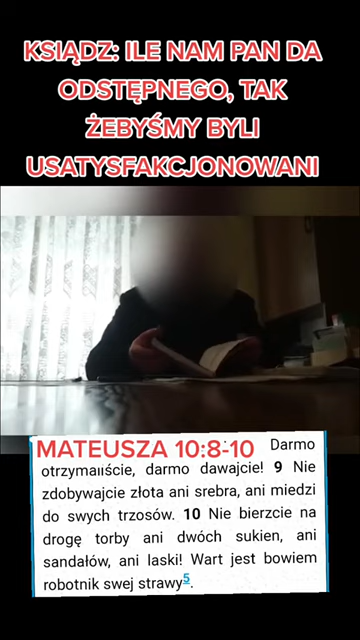 KSIĄDZ: ILE NAM PAN DA
ODSTĘPNEGO, TAK
ŻEBYŚMY BYLI
USATYSFAKCJONOWANI
MATEUSZA 10:8-10 Darmo
otrzymaliście, darmo dawajcie! 9 Nie
zdobywajcie złota ani srebra, ani miedzi
do swych trzosów. 10 Nie bierzcie na
drogę torby ani dwóch sukien, ani
sandałów, ani laski! Wart jest bowiem
robotnik swej strawy5.